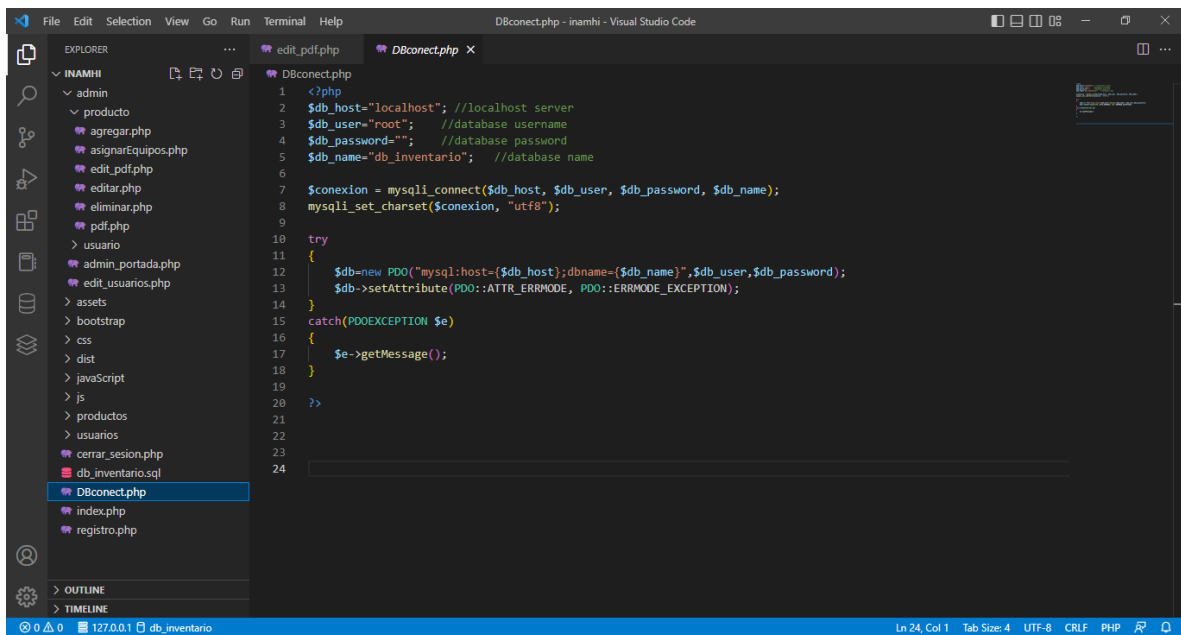 File Edit Selection View Go Run Terminal Help
DBconect.php - inamhi - Visual Studio Code
EXPLORER
INAMHI
admin
producto
agregar.php
asignarEquipos.php
edit_pdf.php
editar.php
eliminar.php
pdf.php
usuario
admin_portada.php
edit_usuarios.php
assets
bootstrap
css
dist
javaScript
js
productos
usuarios
cerrar_sesion.php
db_inventario.sql
DBconect.php
index.php
registro.php
OUTLINE
TIMELINE
edit_pdf.php
DBconect.php
DBconect.php
1 <?php
2 $db_host="localhost"; //localhost server
3 $db_user="root";    //database username
4 $db_password="";    //database password
5 $db_name="db_inventario";   //database name
6
7 $conexion = mysqli_connect($db_host, $db_user, $db_password, $db_name);
8 mysqli_set_charset($conexion, "utf8");
9
10 try
11 {
12     $db=new PDO("mysql:host={$db_host};dbname={$db_name}",$db_user,$db_password);
13     $db->setAttribute(PDO::ATTR_ERRMODE, PDO::ERRMODE_EXCEPTION);
14 }
15 catch(PDOEXCEPTION $e)
16 {
17     $e->getMessage();
18 }
19
20 ?>
21
22
23
24
0 0 127.0.0.1 db_inventario
Ln 24, Col 1 Tab Size: 4 UTF-8 CRLF PHP